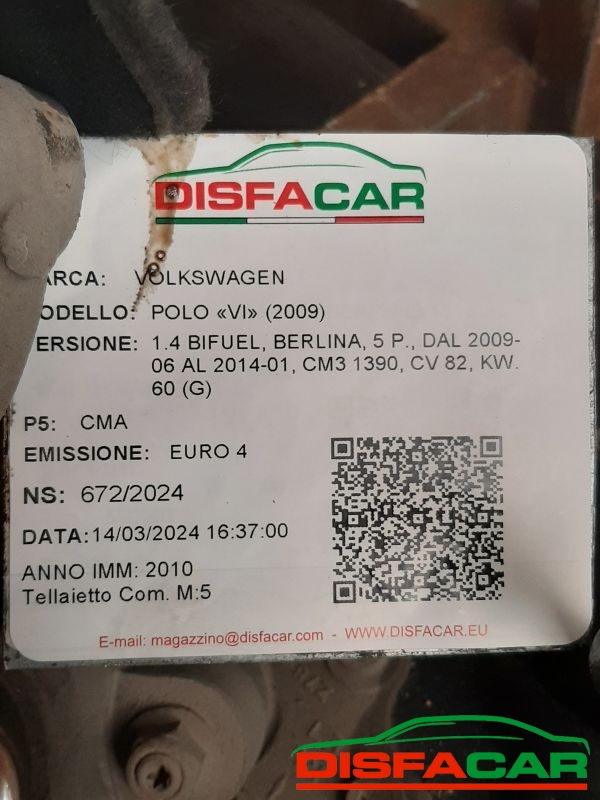 DISFACAR
ARCA: VOLKSWAGEN
ODELLO: POLO «VI» (2009)
ERSIONE: 1.4 BIFUEL, BERLINA, 5 P., DAL 2009-
06 AL 2014-01, CM3 1390, CV 82, KW.
60 (G)
P5: CMA
EMISSIONE: EURO 4
NS: 672/2024
DATA:14/03/2024 16:37:00
ANNO IMM: 2010
Tellaietto Com. M:5
E-mail: magazzino@disfacar.com - WWW.DISFACAR.EU
DISFACAR